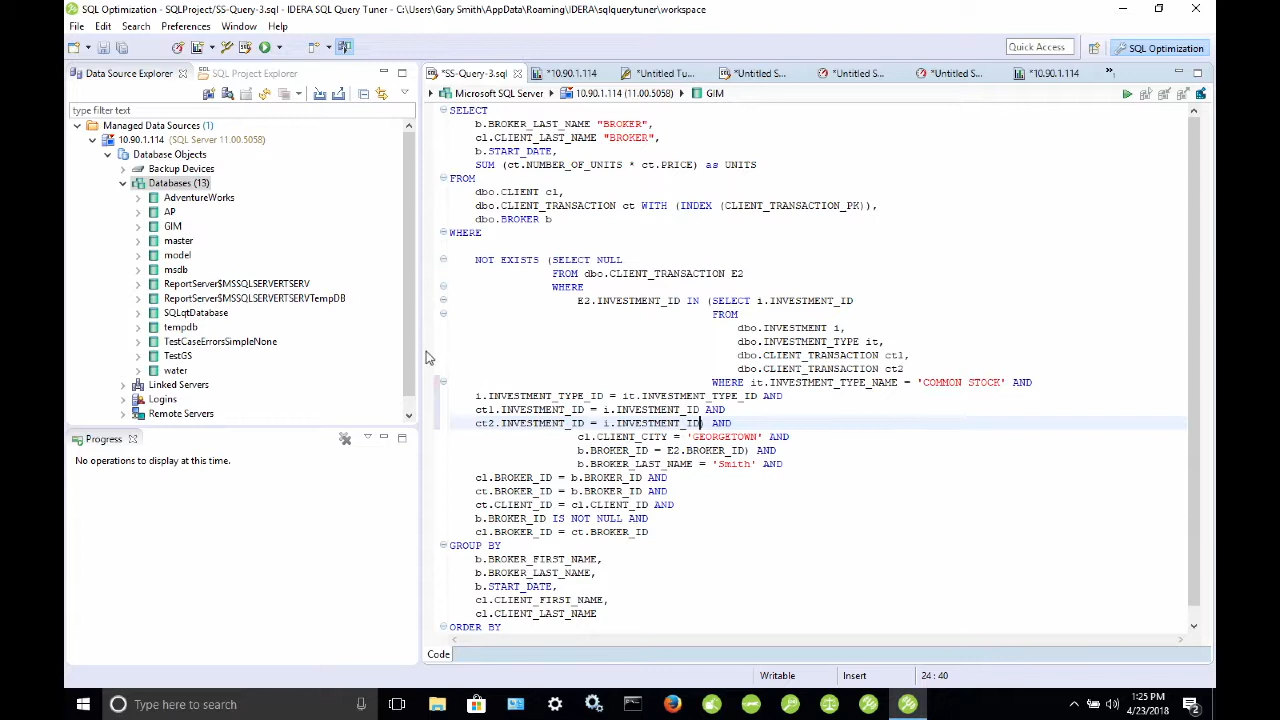 SQL Optimization - SQLProject/SS-Query-3.sql - IDERA SQL Query Tuner - C:\Users\Gary Smith\AppData\Roaming\IDERA\sqlquerytuner\workspace
File Edit Search Preferences Window Help
Quick Access SQL Optimization
Data Source Explorer SQL Project Explorer
*SS-Query-3.sql *10.90.1.114 *Untitled Tu... *Untitled S... *Untitled S... *Untitled S... *10.90.1.114
Microsoft SQL Server 10.90.1.114 (11.00.5058) GIM
type filter text
Managed Data Sources (1)
10.90.1.114 (SQL Server 11.00.5058)
Database Objects
Backup Devices
Databases (13)
AdventureWorks
AP
GIM
master
model
msdb
ReportServer$MSSQLSERVERTSERV
ReportServer$MSSQLSERVERTSERVTempDB
SQLqtDatabase
tempdb
TestCaseErrorsSimpleNone
TestGS
water
Linked Servers
Logins
Remote Servers
Progress
No operations to display at this time.
SELECT
b.BROKER_LAST_NAME "BROKER",
cl.CLIENT_LAST_NAME "BROKER",
b.START_DATE,
SUM (ct.NUMBER_OF_UNITS * ct.PRICE) as UNITS
FROM
dbo.CLIENT cl,
dbo.CLIENT_TRANSACTION ct WITH (INDEX (CLIENT_TRANSACTION_PK)),
dbo.BROKER b
WHERE
NOT EXISTS (SELECT NULL
FROM dbo.CLIENT_TRANSACTION E2
WHERE
E2.INVESTMENT_ID IN (SELECT i.INVESTMENT_ID
FROM
dbo.INVESTMENT i,
dbo.INVESTMENT_TYPE it,
dbo.CLIENT_TRANSACTION ct1,
dbo.CLIENT_TRANSACTION ct2
WHERE it.INVESTMENT_TYPE_NAME = 'COMMON STOCK' AND
i.INVESTMENT_TYPE_ID = it.INVESTMENT_TYPE_ID AND
ct1.INVESTMENT_ID = i.INVESTMENT_ID AND
ct2.INVESTMENT_ID = i.INVESTMENT_ID) AND
cl.CLIENT_CITY = 'GEORGETOWN' AND
b.BROKER_ID = E2.BROKER_ID) AND
b.BROKER_LAST_NAME = 'Smith' AND
cl.BROKER_ID = b.BROKER_ID AND
ct.BROKER_ID = b.BROKER_ID AND
ct.CLIENT_ID = cl.CLIENT_ID AND
b.BROKER_ID IS NOT NULL AND
cl.BROKER_ID = ct.BROKER_ID
GROUP BY
b.BROKER_FIRST_NAME,
b.BROKER_LAST_NAME,
b.START_DATE,
cl.CLIENT_FIRST_NAME,
cl.CLIENT_LAST_NAME
ORDER BY
Code
Writable Insert 24 : 40
Type here to search
1:25 PM
4/23/2018
2